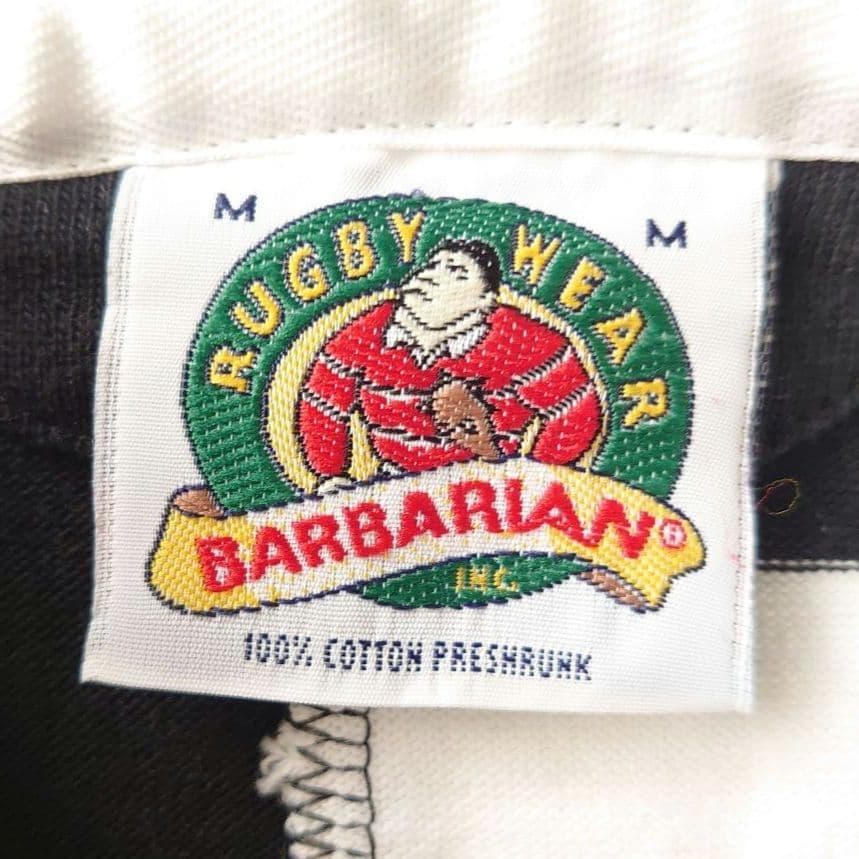 M M
RUGBY WEAR
BARBARIAN®
INC.
100% COTTON PRESHRUNK